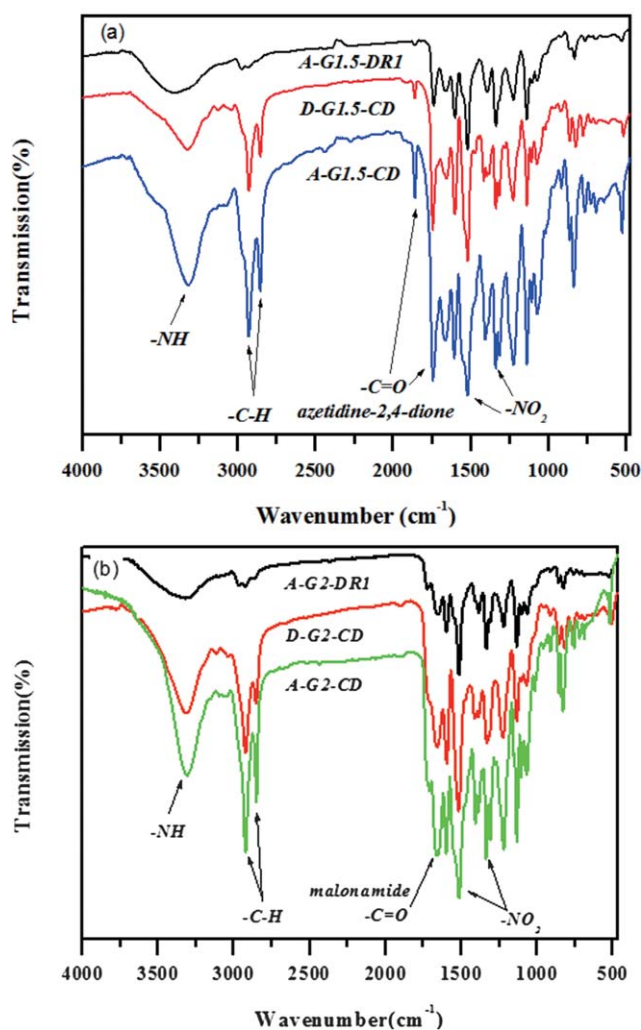 (a)
A-G1.5-DR1
D-G1.5-CD
A-G1.5-CD
-NH
-C-H
-C=O
azetidine-2,4-dione
-NO₂
Transmission(%)
4000 3500 3000 2500 2000 1500 1000 500
Wavenumber (cm⁻¹)
(b)
A-G2-DR1
D-G2-CD
A-G2-CD
-NH
-C-H
malonamide
-C=O
-NO₂
Transmission(%)
4000 3500 3000 2500 2000 1500 1000 500
Wavenumber(cm⁻¹)